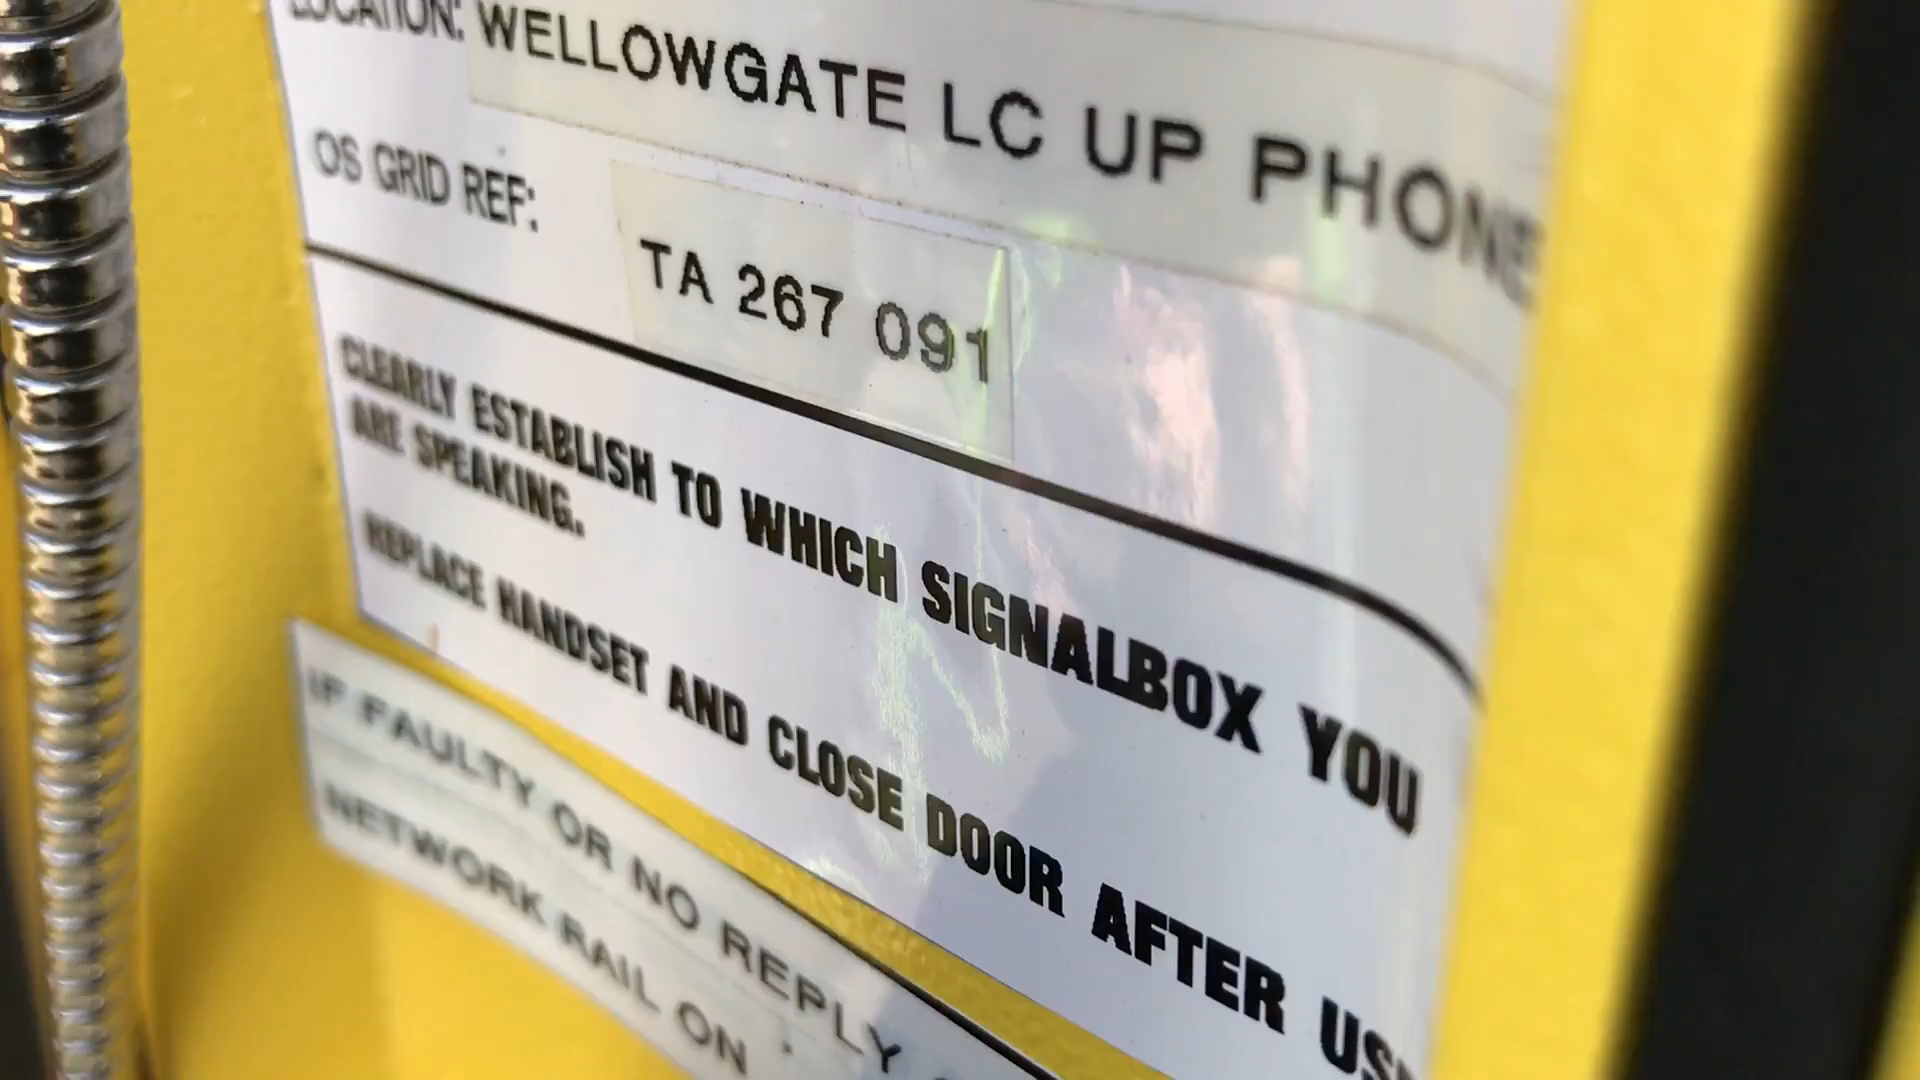 LOCATION: WELLOWGATE LC UP PHONE
OS GRID REF: TA 267 091
CLEARLY ESTABLISH TO WHICH SIGNALBOX YOU
ARE SPEAKING.
REPLACE HANDSET AND CLOSE DOOR AFTER USE
IF FAULTY OR NO REPLY
NETWORK RAIL ON